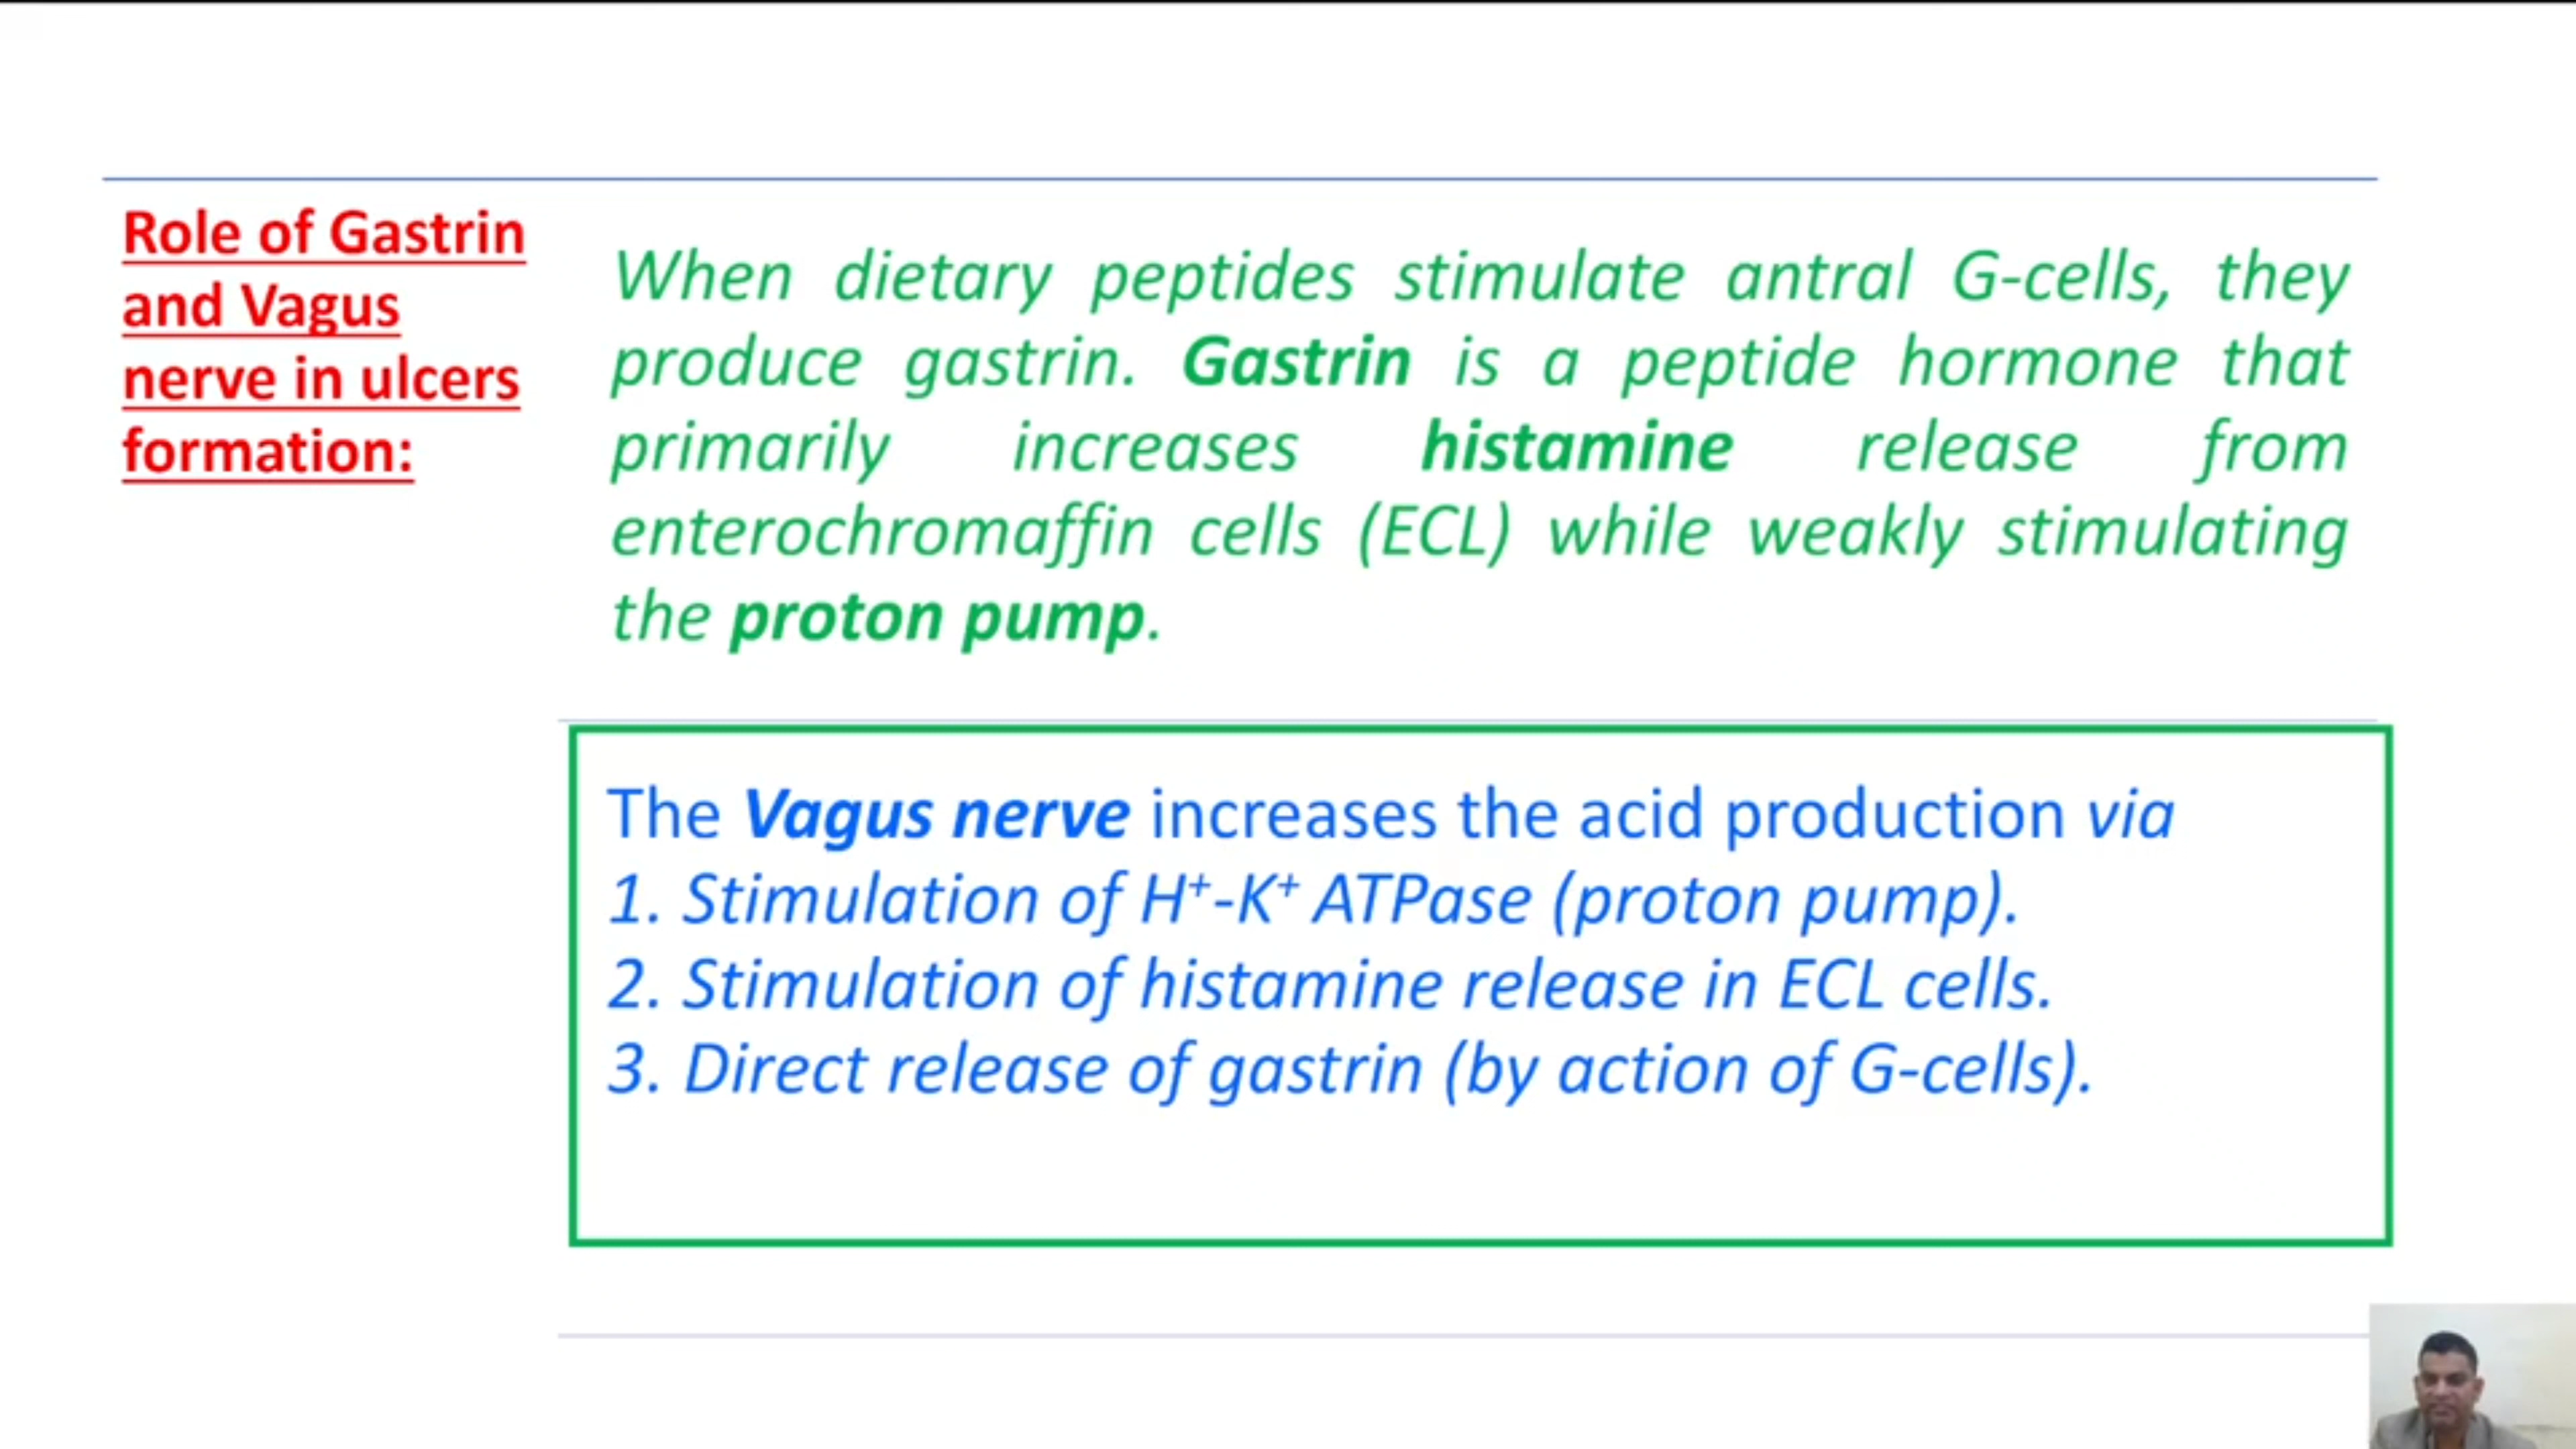 Role of Gastrin
and Vagus
nerve in ulcers
formation:
When dietary peptides stimulate antral G-cells, they
produce gastrin. Gastrin is a peptide hormone that
primarily increases histamine release from
enterochromaffin cells (ECL) while weakly stimulating
the proton pump.
The Vagus nerve increases the acid production via
1. Stimulation of H⁺-K⁺ ATPase (proton pump).
2. Stimulation of histamine release in ECL cells.
3. Direct release of gastrin (by action of G-cells).